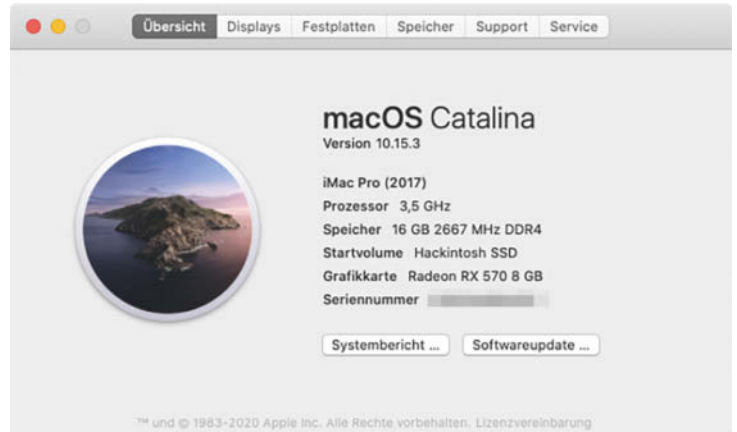 Übersicht Displays Festplatten Speicher Support Service
macOS Catalina
Version 10.15.3
iMac Pro (2017)
Prozessor 3,5 GHz
Speicher 16 GB 2667 MHz DDR4
Startvolume Hackintosh SSD
Grafikkarte Radeon RX 570 8 GB
Seriennummer
Systembericht ... Softwareupdate ...
™ und © 1983-2020 Apple Inc. Alle Rechte vorbehalten. Lizenzvereinbarung